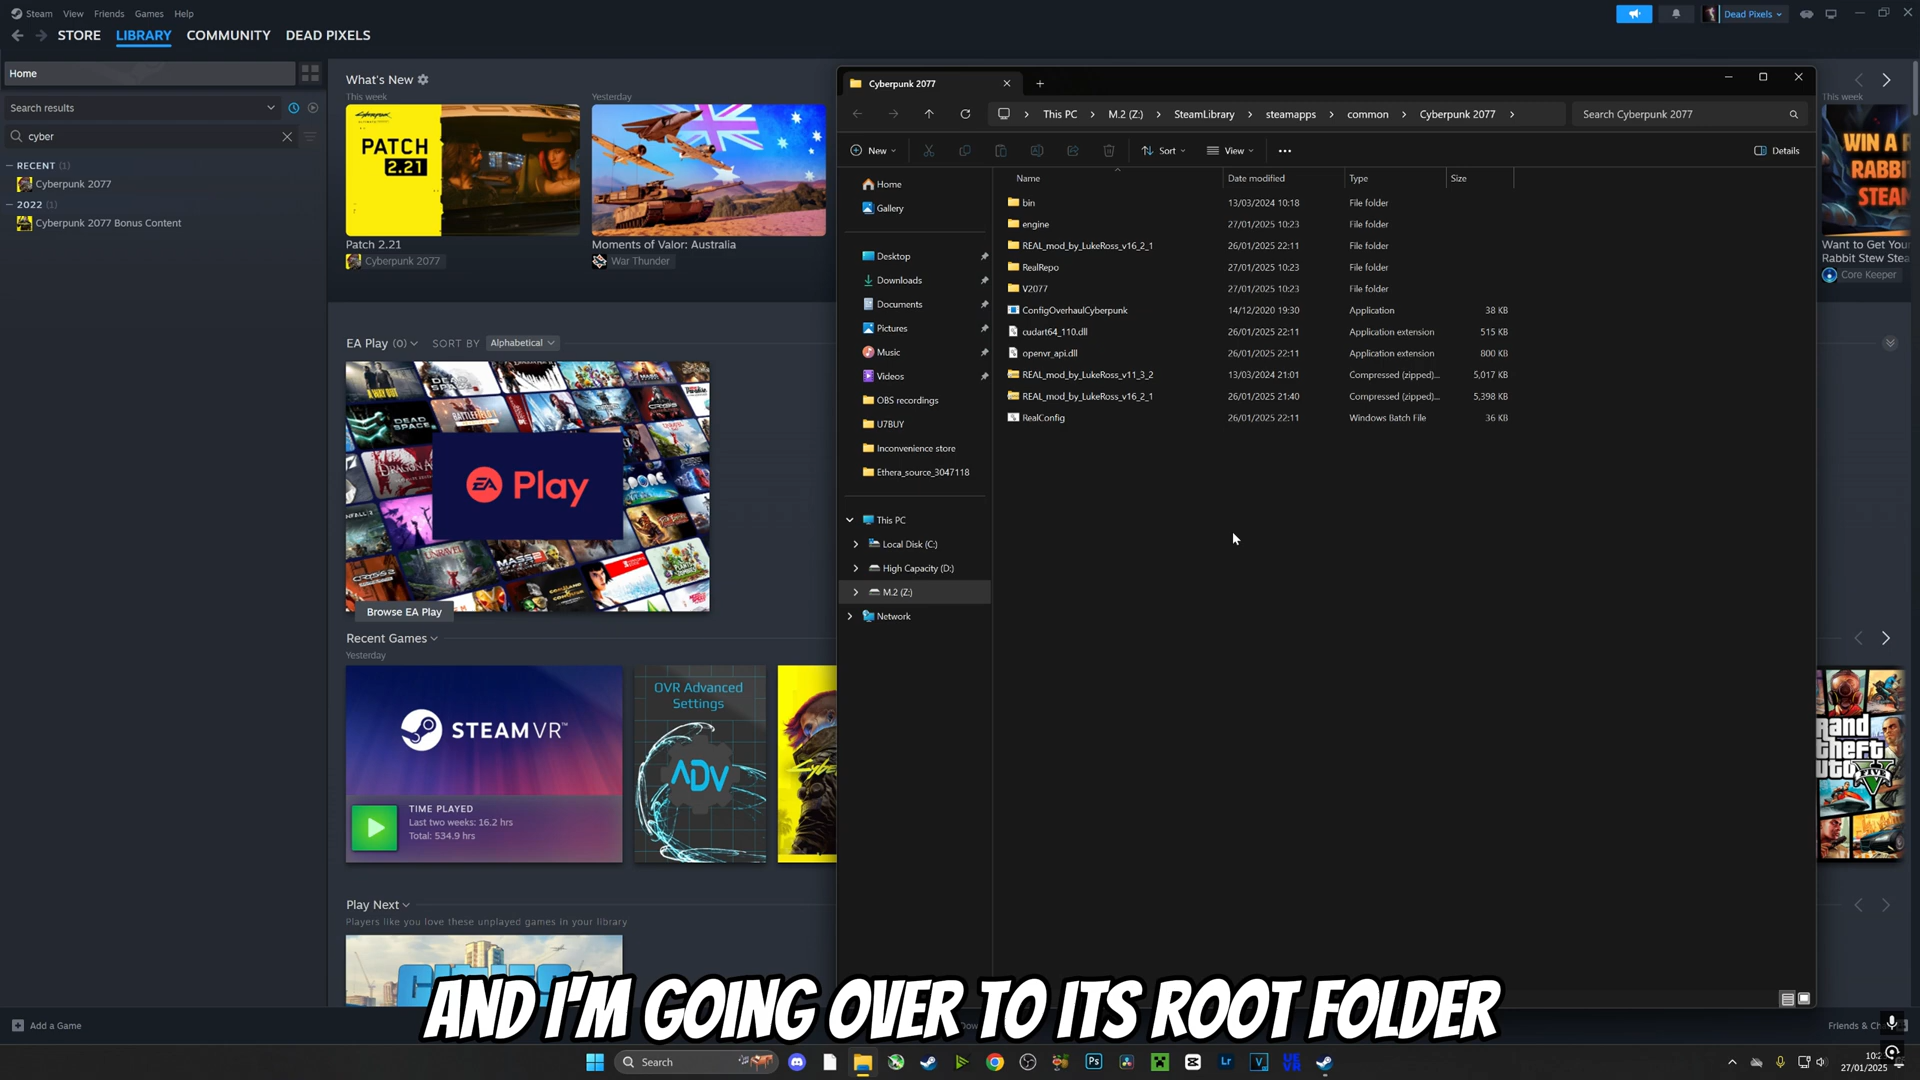 Steam View Friends Games Help
Dead Pixels
STORE LIBRARY COMMUNITY DEAD PIXELS
Home
Search results
cyber
RECENT (1)
Cyberpunk 2077
2022 (1)
Cyberpunk 2077 Bonus Content
What's New
This week
PATCH
2.21
Patch 2.21
Cyberpunk 2077
Yesterday
Moments of Valor: Australia
War Thunder
This week
Want to Get You
Rabbit Stew Stea
Core Keeper
EA Play (0) SORT BY Alphabetical
EA Play
Browse EA Play
Recent Games
Yesterday
STEAMVR™
TIME PLAYED
Last two weeks: 16.2 hrs
Total: 534.9 hrs
OVR Advanced
Settings
ADV
Play Next
Players like you love these unplayed games in your library
Grand
theft
V
Cyberpunk 2077
This PC > M.2 (Z:) > SteamLibrary > steamapps > common > Cyberpunk 2077 >
Search Cyberpunk 2077
New Sort View Details
Home
Gallery
Desktop
Downloads
Documents
Pictures
Music
Videos
OBS recordings
U7BUY
Inconvenience store
Ethera_source_3047118
This PC
Local Disk (C:)
High Capacity (D:)
M.2 (Z:)
Network
Name Date modified Type Size
bin 13/03/2024 10:18 File folder
engine 27/01/2025 10:23 File folder
REAL_mod_by_LukeRoss_v16_2_1 26/01/2025 22:11 File folder
RealRepo 27/01/2025 10:23 File folder
V2077 27/01/2025 10:23 File folder
ConfigOverhaulCyberpunk 14/12/2020 19:30 Application 38 KB
cudart64_110.dll 26/01/2025 22:11 Application extension 515 KB
openvr_api.dll 26/01/2025 22:11 Application extension 800 KB
REAL_mod_by_LukeRoss_v11_3_2 13/03/2024 21:01 Compressed (zipped)... 5,017 KB
REAL_mod_by_LukeRoss_v16_2_1 26/01/2025 21:40 Compressed (zipped)... 5,398 KB
RealConfig 26/01/2025 22:11 Windows Batch File 36 KB
AND I'M GOING OVER TO ITS ROOT FOLDER
Add a Game
Friends & Ch
Search
Ps
Lr
V
27/01/2025